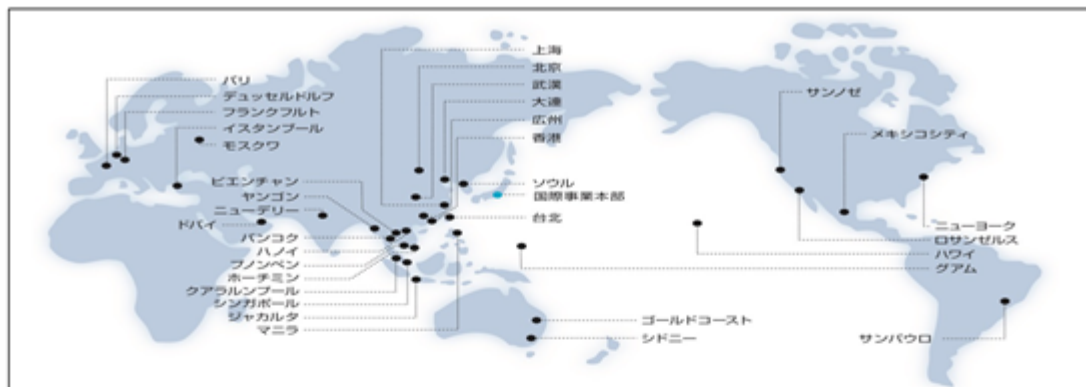 上海
北京
武漢
大連
広州
香港
パリ
デュッセルドルフ
フランクフルト
イスタンブール
モスクワ
ビエンチャン
ヤンゴン
ニューデリー
ドバイ
バンコク
ハノイ
プノンペン
ホーチミン
クアラルンプール
シンガポール
ジャカルタ
マニラ
ソウル
国際事業本部
台北
ゴールドコースト
シドニー
サンノゼ
メキシコシティ
ニューヨーク
ロサンゼルス
ハワイ
グアム
サンパウロ